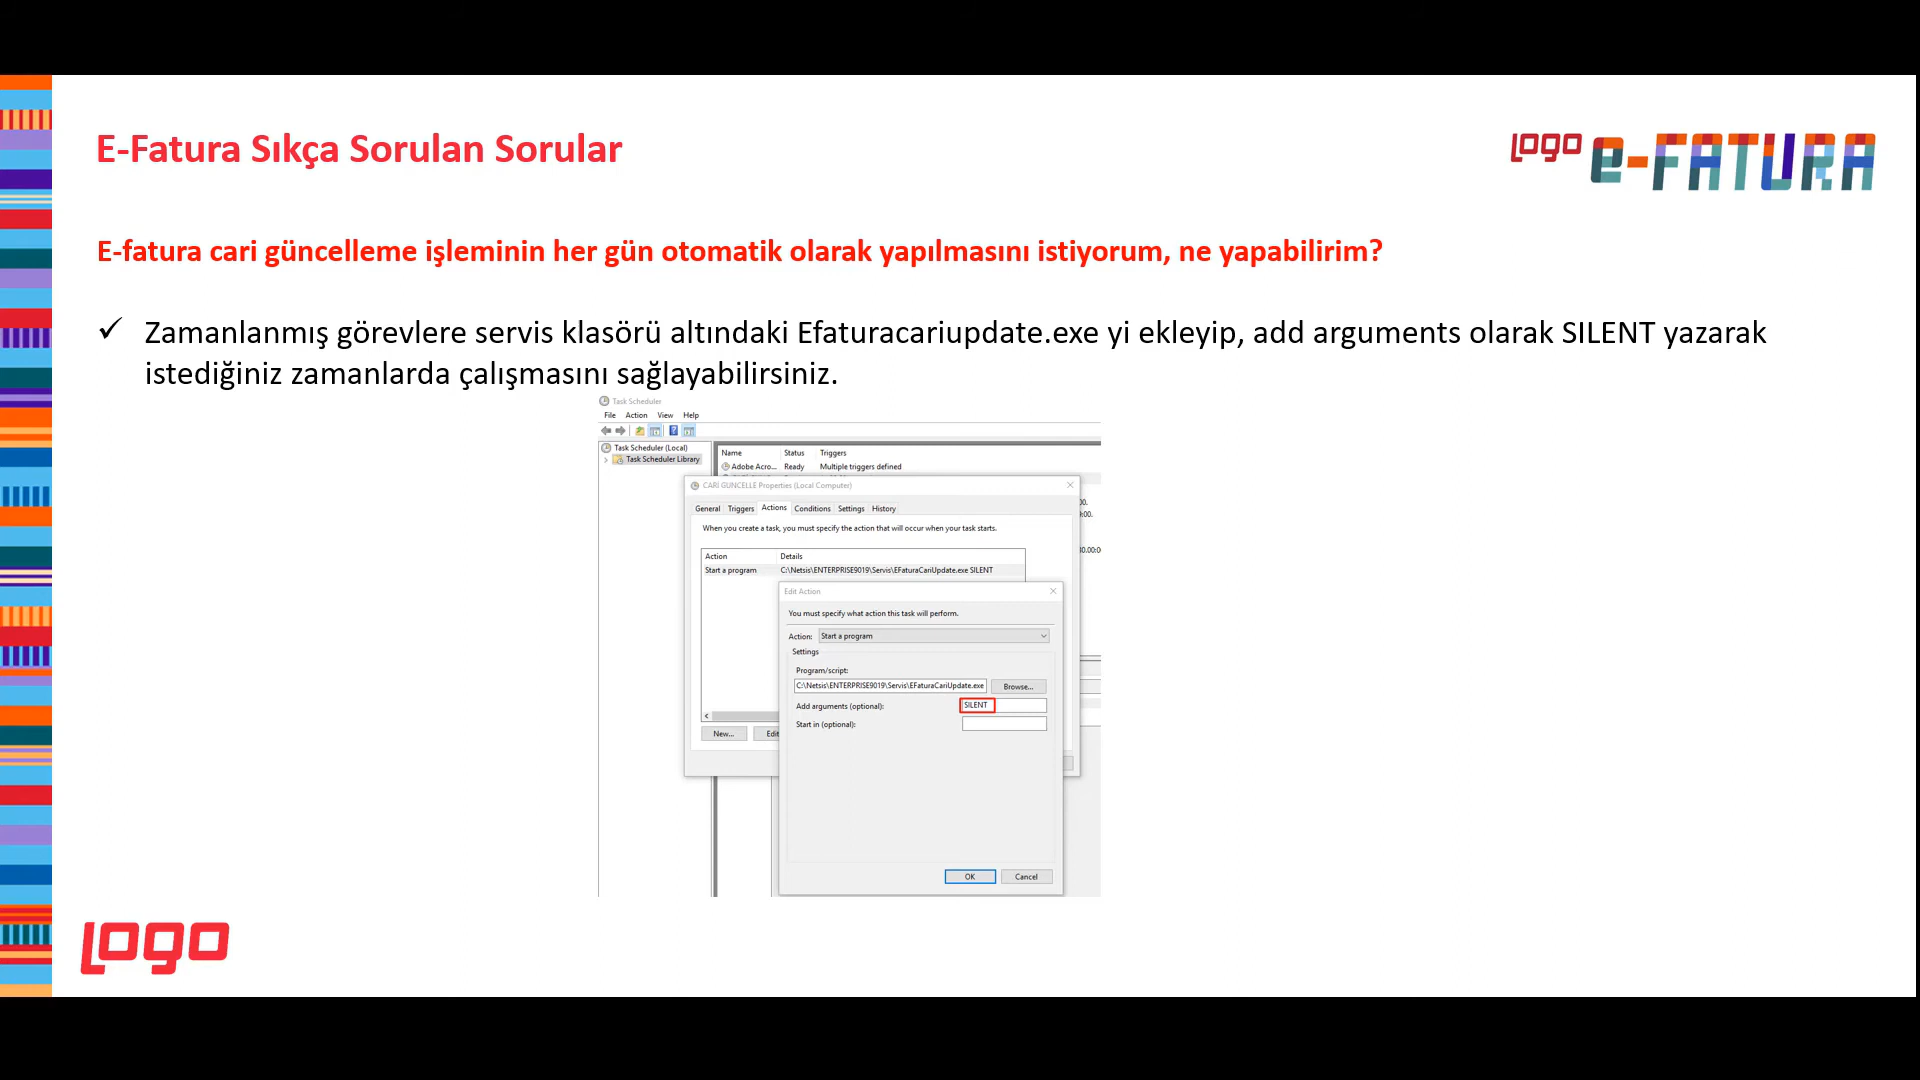 E-Fatura Sıkça Sorulan Sorular
logo e-FATURA
E-fatura cari güncelleme işleminin her gün otomatik olarak yapılmasını istiyorum, ne yapabilirim?
✓ Zamanlanmış görevlere servis klasörü altındaki Efaturacariupdate.exe yi ekleyip, add arguments olarak SILENT yazarak
istediğiniz zamanlarda çalışmasını sağlayabilirsiniz.
Task Scheduler
File Action View Help
Task Scheduler (Local)
Task Scheduler Library
Name Status Triggers
Adobe Acro... Ready Multiple triggers defined
CARİ GUNCELLE Properties (Local Computer)
General Triggers Actions Conditions Settings History
When you create a task, you must specify the action that will occur when your task starts.
Action Details
Start a program C:\Netsis\ENTERPRISE9019\Servis\EFaturaCariUpdate.exe SILENT
Edit Action
You must specify what action this task will perform.
Action: Start a program
Settings
Program/script:
C:\Netsis\ENTERPRISE9019\Servis\EFaturaCariUpdate.exe Browse...
Add arguments (optional): SILENT
Start in (optional):
New... Edit
OK Cancel
logo